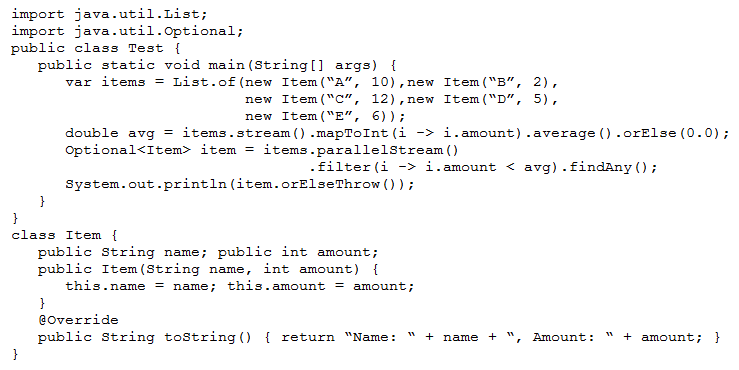 import java.util.List;
import java.util.Optional;
public class Test {
   public static void main(String[] args) {
      var items = List.of(new Item(“A”, 10),new Item(“B”, 2),
                          new Item(“C”, 12),new Item(“D”, 5),
                          new Item(“E”, 6));
      double avg = items.stream().mapToInt(i -> i.amount).average().orElse(0.0);
      Optional<Item> item = items.parallelStream()
                                 .filter(i -> i.amount < avg).findAny();
      System.out.println(item.orElseThrow());
   }
}
class Item {
   public String name; public int amount;
   public Item(String name, int amount) {
      this.name = name; this.amount = amount;
   }
   @Override
   public String toString() { return “Name: “ + name + “, Amount: “ + amount; }
}